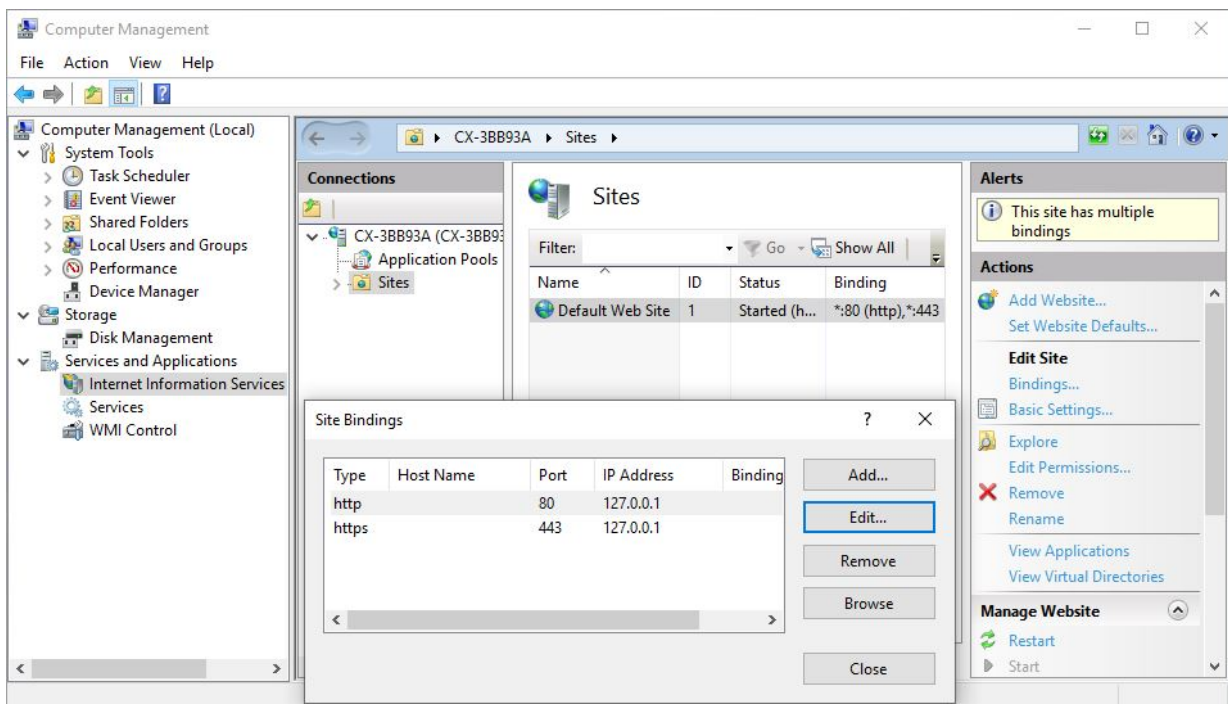 Computer Management
File Action View Help
Computer Management (Local)
System Tools
Task Scheduler
Event Viewer
Shared Folders
Local Users and Groups
Performance
Device Manager
Storage
Disk Management
Services and Applications
Internet Information Services
Services
WMI Control
CX-3BB93A Sites
Connections
CX-3BB93A (CX-3BB93
Application Pools
Sites
Sites
Filter: Go Show All
Name ID Status Binding
Default Web Site 1 Started (h... *:80 (http),*:443
Alerts
This site has multiple
bindings
Actions
Add Website...
Set Website Defaults...
Edit Site
Bindings...
Basic Settings...
Explore
Edit Permissions...
Remove
Rename
View Applications
View Virtual Directories
Manage Website
Restart
Start
Site Bindings ?
Type Host Name Port IP Address Binding
http 80 127.0.0.1
https 443 127.0.0.1
Add...
Edit...
Remove
Browse
Close